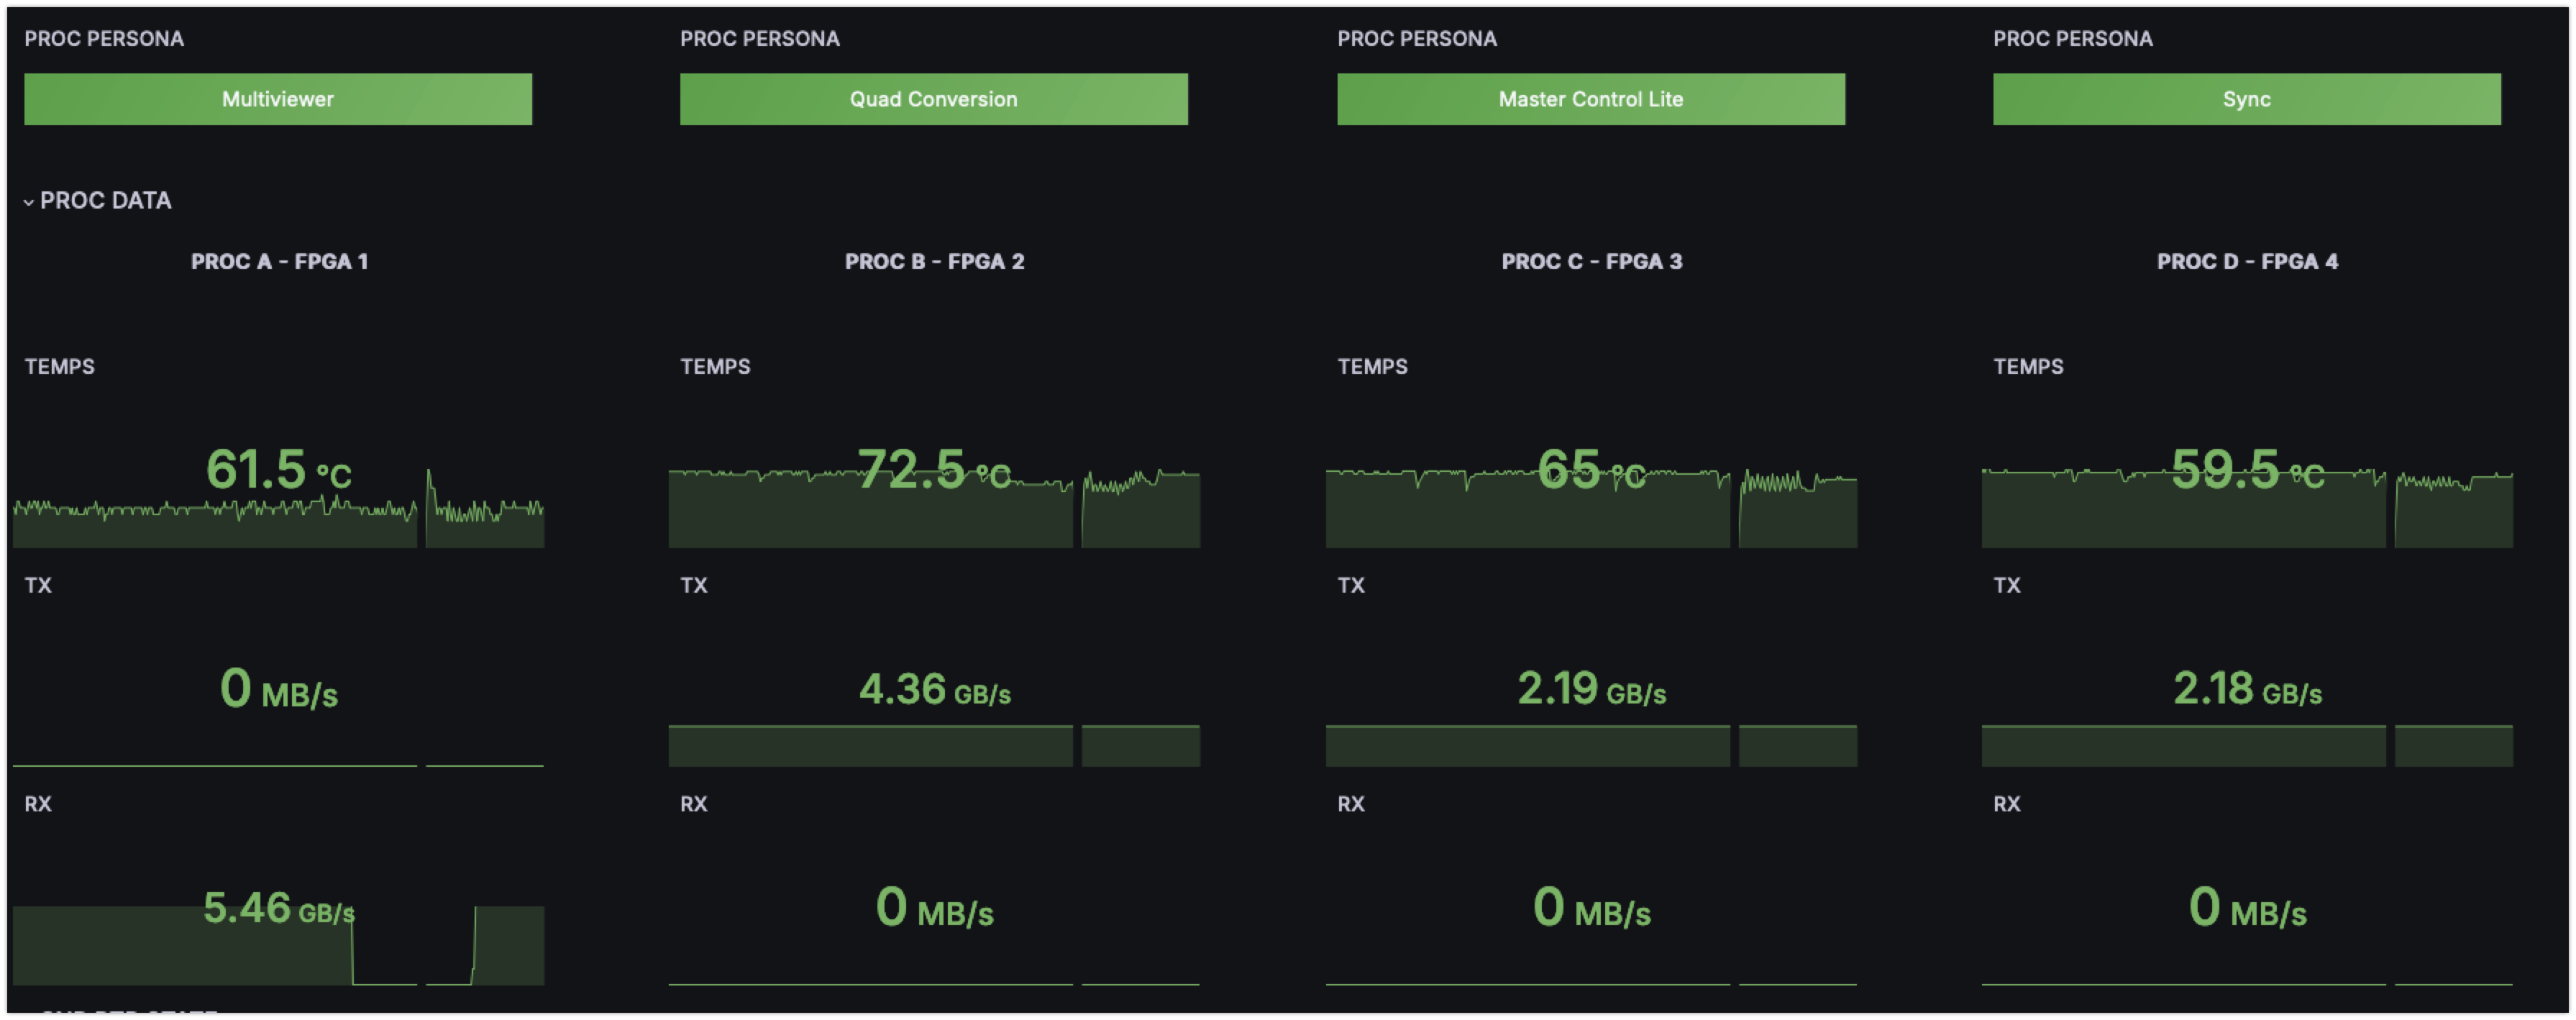 PROC PERSONA PROC PERSONA PROC PERSONA PROC PERSONA
Multiviewer Quad Conversion Master Control Lite Sync
PROC DATA
PROC A - FPGA 1 PROC B - FPGA 2 PROC C - FPGA 3 PROC D - FPGA 4
TEMPS TEMPS TEMPS TEMPS
61.5 °C 72.5 °C 65 °C 59.5 °C
TX TX TX TX
0 MB/s 4.36 GB/s 2.19 GB/s 2.18 GB/s
RX RX RX RX
5.46 GB/s 0 MB/s 0 MB/s 0 MB/s